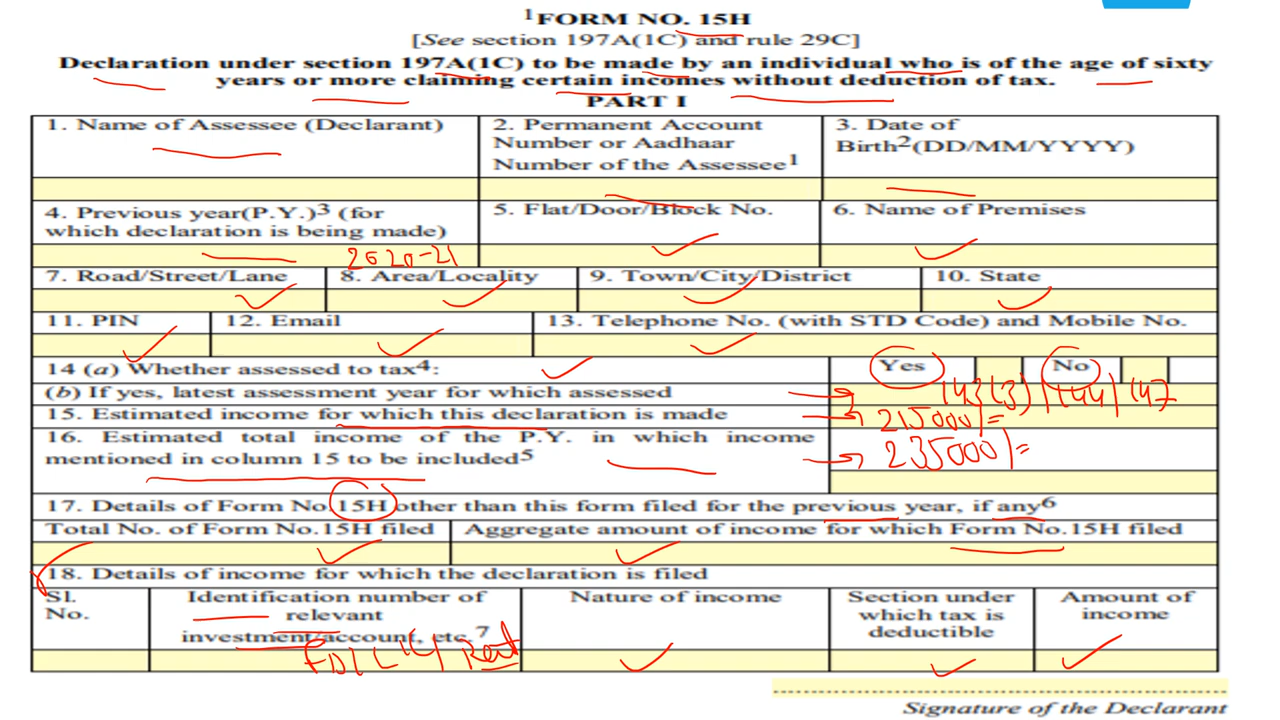 ¹FORM NO. 15H
[See section 197A(1C) and rule 29C]
Declaration under section 197A(1C) to be made by an individual who is of the age of sixty
years or more claiming certain incomes without deduction of tax.
PART I
1. Name of Assessee (Declarant)
2. Permanent Account
Number or Aadhaar
Number of the Assessee¹
3. Date of
Birth²(DD/MM/YYYY)
4. Previous year(P.Y.)³ (for
which declaration is being made)
2020-21
5. Flat/Door/Block No.
6. Name of Premises
7. Road/Street/Lane
8. Area/Locality
9. Town/City/District
10. State
11. PIN
12. Email
13. Telephone No. (with STD Code) and Mobile No.
14 (a) Whether assessed to tax⁴:
Yes
No
(b) If yes, latest assessment year for which assessed
143(3) | 144 | 147
15. Estimated income for which this declaration is made
215000/=
16. Estimated total income of the P.Y. in which income
mentioned in column 15 to be included⁵
235000/=
17. Details of Form No. 15H other than this form filed for the previous year, if any⁶
Total No. of Form No.15H filed
Aggregate amount of income for which Form No.15H filed
18. Details of income for which the declaration is filed
Sl.
No.
Identification number of
relevant
investment/account, etc.⁷
FD/ LIC/ Rent
Nature of income
Section under
which tax is
deductible
Amount of
income
Signature of the Declarant